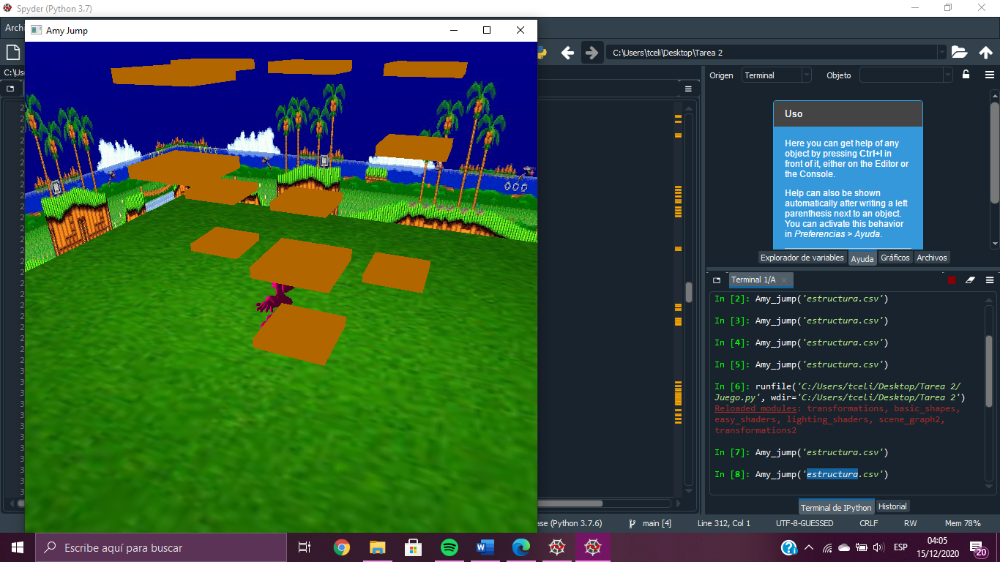 Spyder (Python 3.7)
Archi
Amy Jump
C:\Users\tceli\Desktop\Tarea 2
C:\Us
Origen
Terminal
Objeto
Uso
Here you can get help of any
object by pressing Ctrl+I in
front of it, either on the Editor or
the Console.
Help can also be shown
automatically after writing a left
parenthesis next to an object.
You can activate this behavior
in Preferencias > Ayuda.
Explorador de variables
Ayuda
Gráficos
Archivos
Terminal 1/A
In [2]: Amy_jump('estructura.csv')
In [3]: Amy_jump('estructura.csv')
In [4]: Amy_jump('estructura.csv')
In [5]: Amy_jump('estructura.csv')
In [6]: runfile('C:/Users/tceli/Desktop/Tarea 2/
Juego.py', wdir='C:/Users/tceli/Desktop/Tarea 2')
Reloaded modules: transformations, basic_shapes,
easy_shaders, lighting_shaders, scene_graph2,
transformations2
In [7]: Amy_jump('estructura.csv')
In [8]: Amy_jump('estructura.csv')
Terminal de IPython
Historial
ase (Python 3.7.6)
main [4]
Line 312, Col 1
UTF-8-GUESSED
CRLF
RW
Mem 78%
Escribe aquí para buscar
ESP
04:05
15/12/2020
20